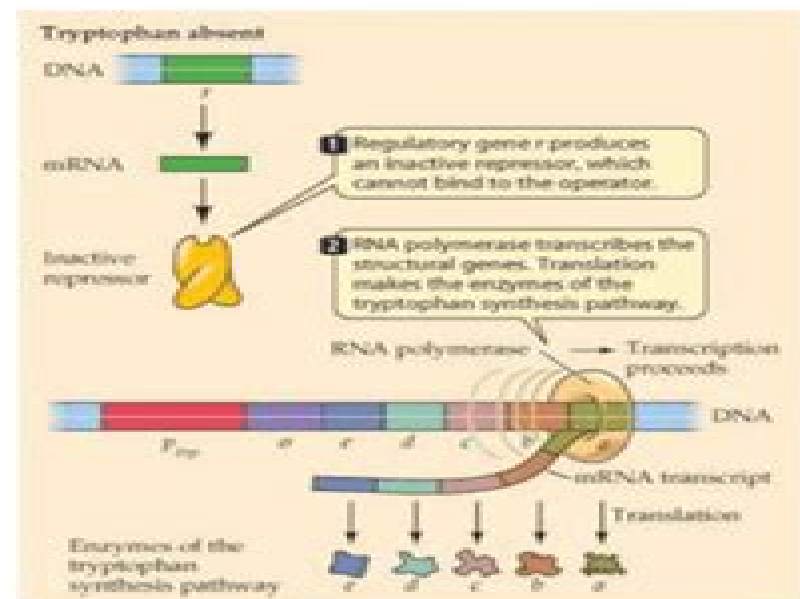 Tryptophan absent
DNA
r
mRNA
1 Regulatory gene r produces
an inactive repressor, which
cannot bind to the operator.
Inactive
repressor
2 RNA polymerase transcribes the
structural genes. Translation
makes the enzymes of the
tryptophan synthesis pathway.
RNA polymerase
Transcription
proceeds
DNA
P trp o e d c b a
mRNA transcript
Translation
Enzymes of the
tryptophan
synthesis pathway
e d c b a